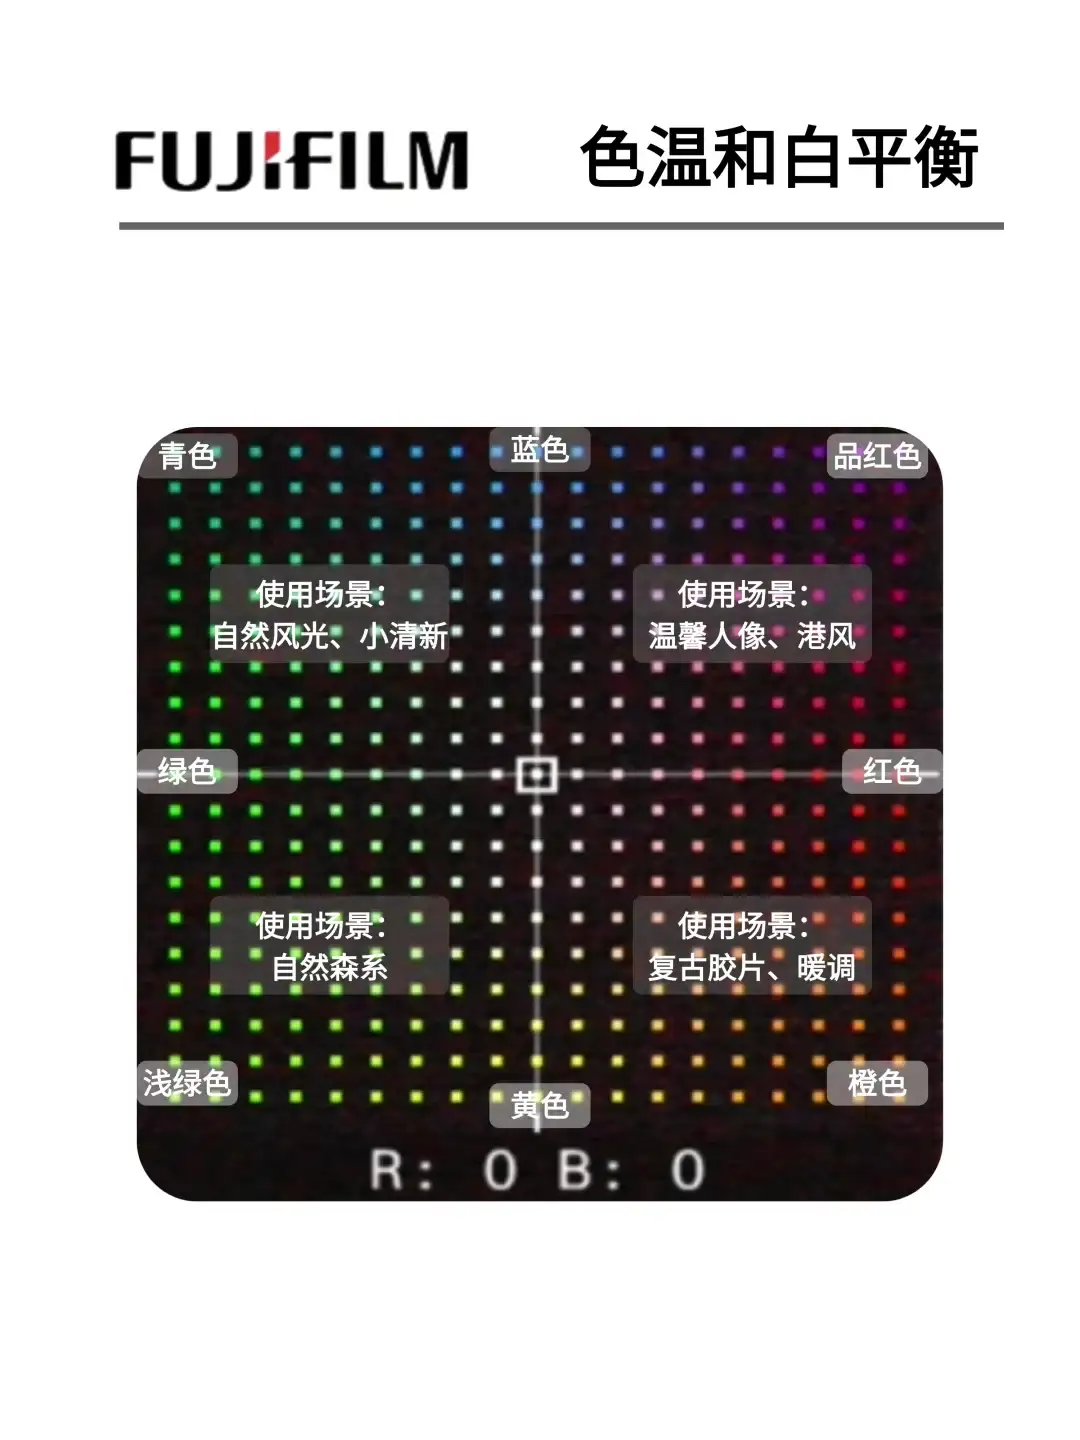 FUJIFILM 色温和白平衡
青色 蓝色 品红色
使用场景： 使用场景：
自然风光、小清新 温馨人像、港风
绿色 红色
使用场景： 使用场景：
自然森系 复古胶片、暖调
浅绿色 黄色 橙色
R: 0 B: 0